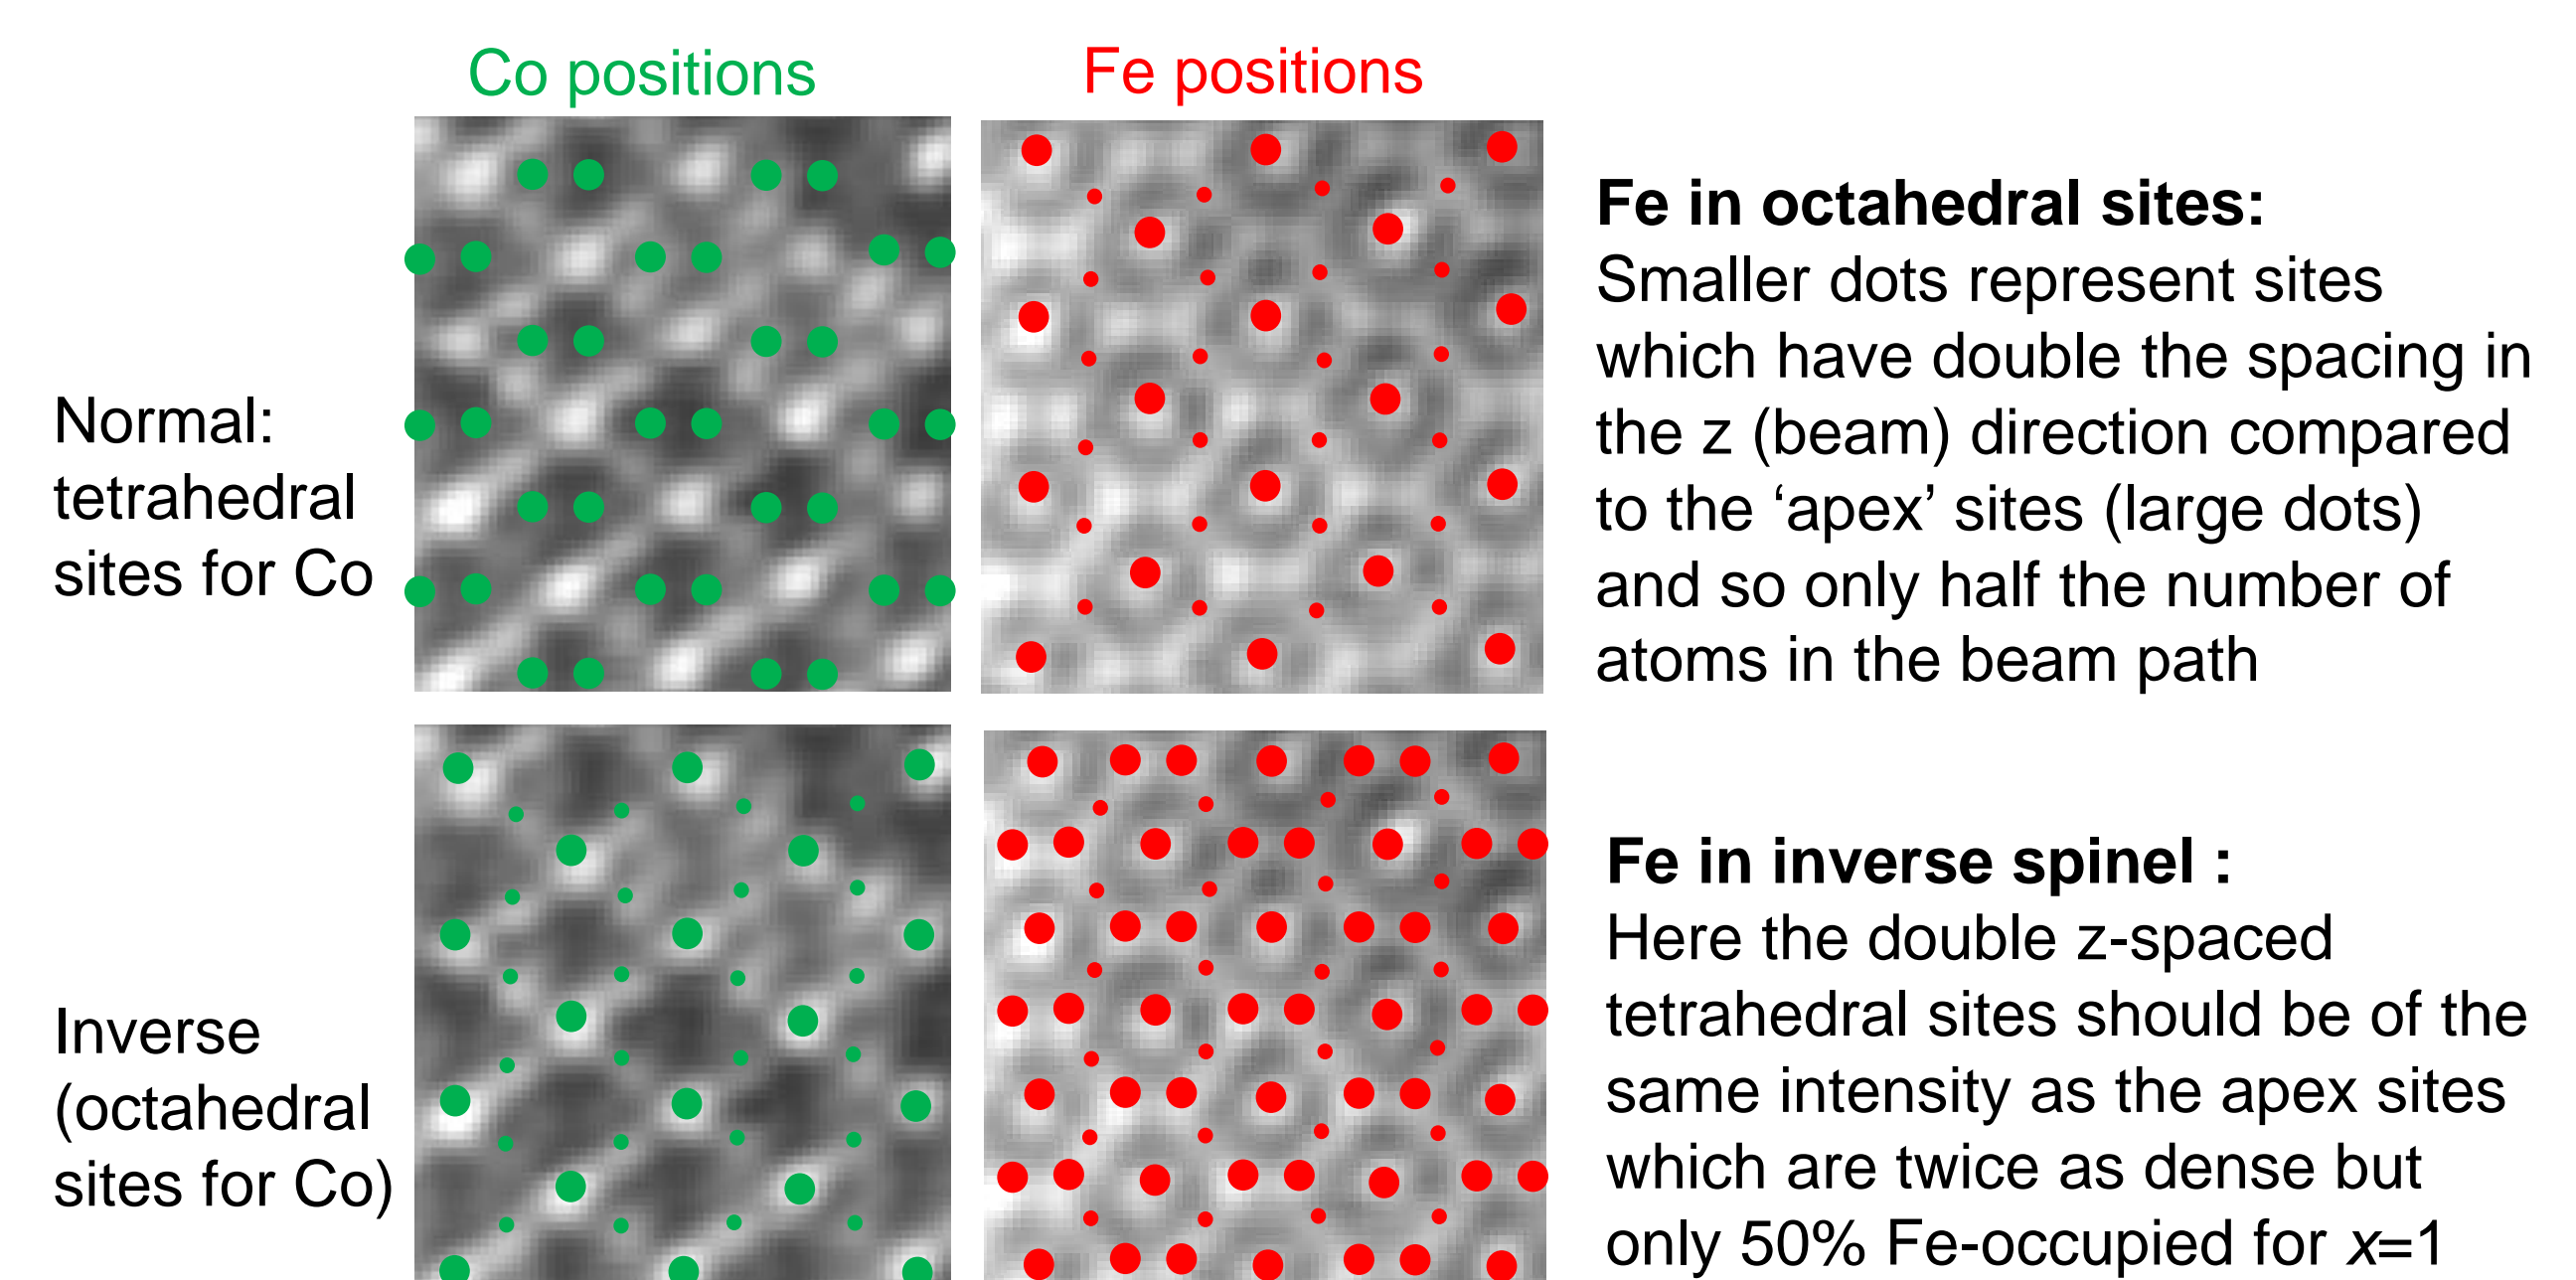 Co positions
Fe positions
Normal:
tetrahedral
sites for Co
Fe in octahedral sites:
Smaller dots represent sites
which have double the spacing in
the z (beam) direction compared
to the ‘apex’ sites (large dots)
and so only half the number of
atoms in the beam path
Inverse
(octahedral
sites for Co)
Fe in inverse spinel :
Here the double z-spaced
tetrahedral sites should be of the
same intensity as the apex sites
which are twice as dense but
only 50% Fe-occupied for x=1